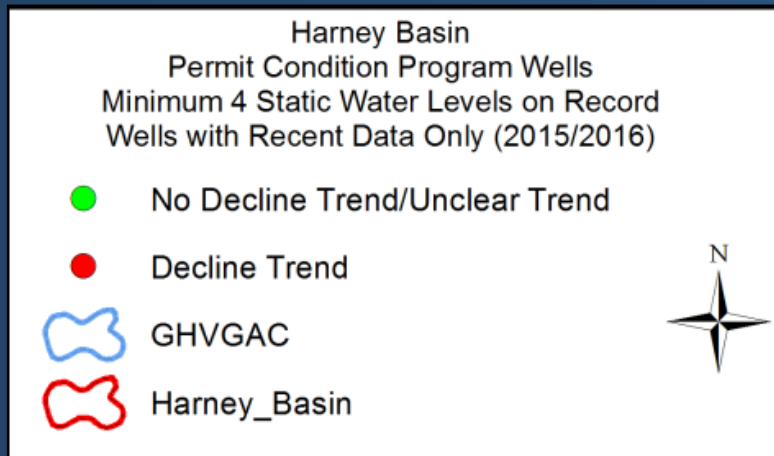 Harney Basin
Permit Condition Program Wells
Minimum 4 Static Water Levels on Record
Wells with Recent Data Only (2015/2016)
No Decline Trend/Unclear Trend
Decline Trend
N
GHVGAC
Harney_Basin